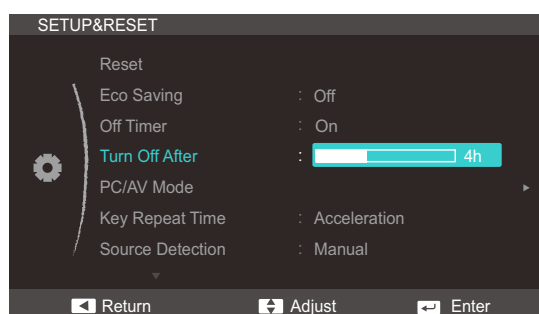 SETUP&RESET
Reset
Eco Saving : Off
Off Timer : On
Turn Off After : 4h
PC/AV Mode
Key Repeat Time : Acceleration
Source Detection : Manual
Return Adjust Enter